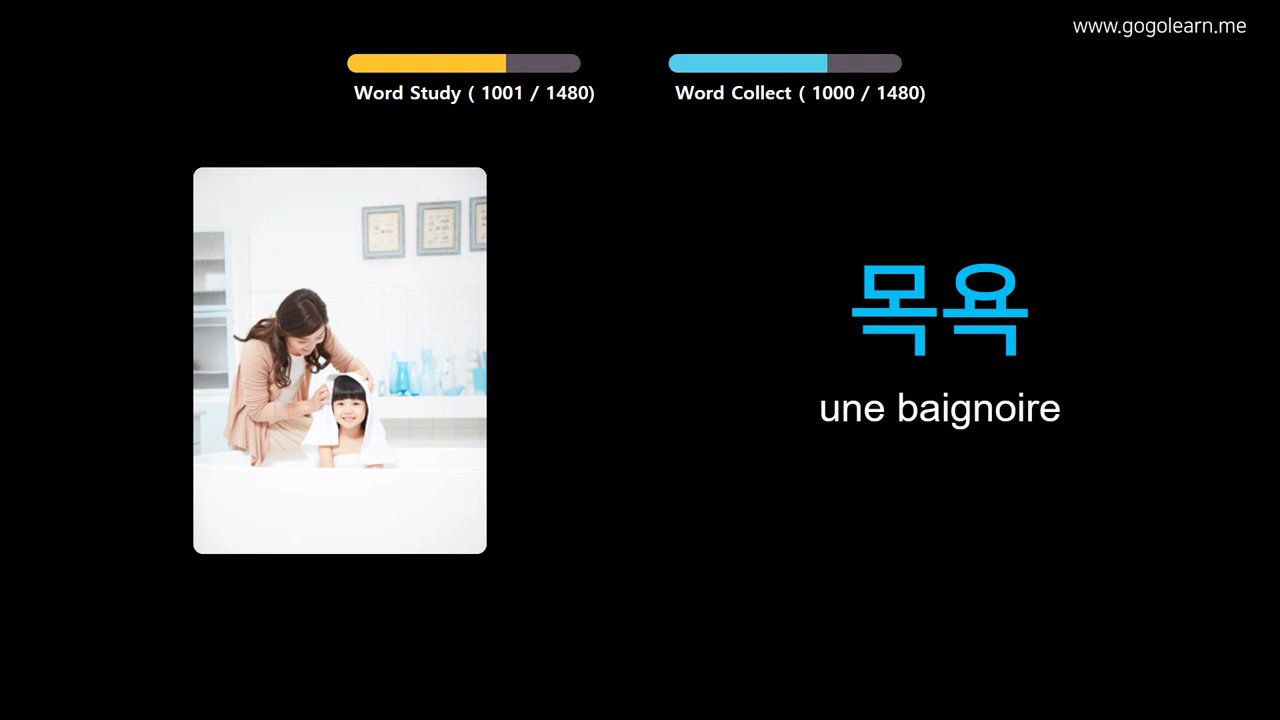 www.gogolearn.me
Word Study ( 1001 / 1480)
Word Collect ( 1000 / 1480)
목욕
une baignoire